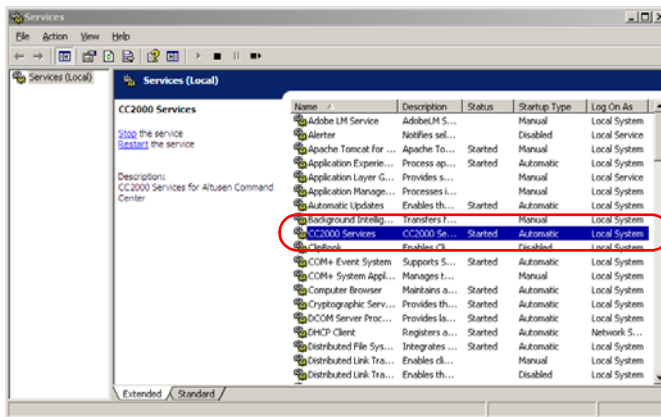 Services
File Action View Help
Services (Local)
Services (Local)
CC2000 Services
Stop the service
Restart the service
Description:
CC2000 Services for Altusen Command
Center
Name Description Status Startup Type Log On As
Adobe LM Service AdobeLM S... Manual Local System
Alerter Notifies sel... Disabled Local Service
Apache Tomcat for ... Apache To... Started Manual Local System
Application Experie... Process ap... Started Automatic Local System
Application Layer G... Provides s... Manual Local Service
Application Manage... Processes i... Manual Local System
Automatic Updates Enables th... Started Automatic Local System
Background Intellig... Transfers f... Manual Local System
CC2000 Services CC2000 Se... Started Automatic Local System
ClipBook Enables Cli... Disabled Local System
COM+ Event System Supports S... Started Automatic Local System
COM+ System Appl... Manages t... Manual Local System
Computer Browser Maintains a... Started Automatic Local System
Cryptographic Serv... Provides th... Started Automatic Local System
DCOM Server Proc... Provides la... Started Automatic Local System
DHCP Client Registers a... Started Automatic Network S...
Distributed File Sys... Integrates ... Started Automatic Local System
Distributed Link Tra... Enables cli... Manual Local System
Distributed Link Tra... Enables th... Disabled Local System
Extended Standard